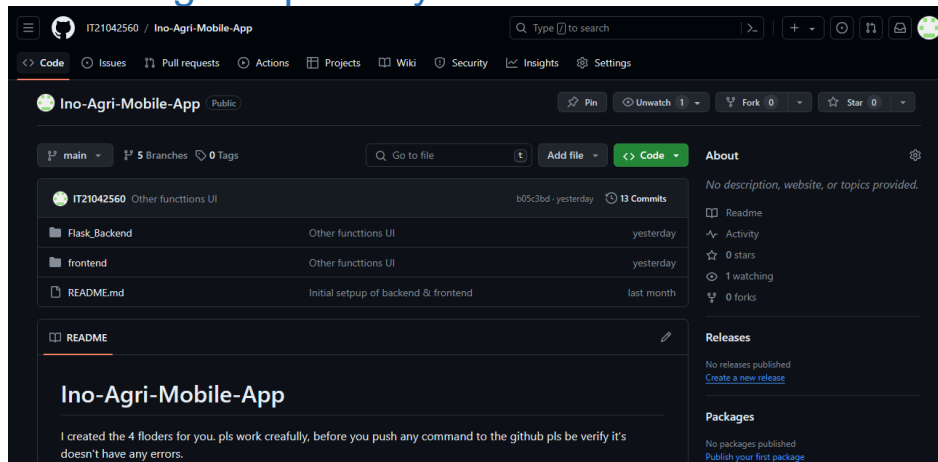 IT21042560 / Ino-Agri-Mobile-App
Type / to search
Code Issues Pull requests Actions Projects Wiki Security Insights Settings
Ino-Agri-Mobile-App Public
Pin Unwatch 1 Fork 0 Star 0
main 5 Branches 0 Tags
Go to file t Add file Code
IT21042560 Other functtions UI b05c3bd · yesterday 13 Commits
Flask_Backend Other functtions UI yesterday
frontend Other functtions UI yesterday
README.md Initial setpup of backend & frontend last month
README
Ino-Agri-Mobile-App
I created the 4 floders for you. pls work creafully, before you push any command to the github pls be verify it's
doesn't have any errors.
About
No description, website, or topics provided.
Readme
Activity
0 stars
1 watching
0 forks
Releases
No releases published
Create a new release
Packages
No packages published
Publish your first package